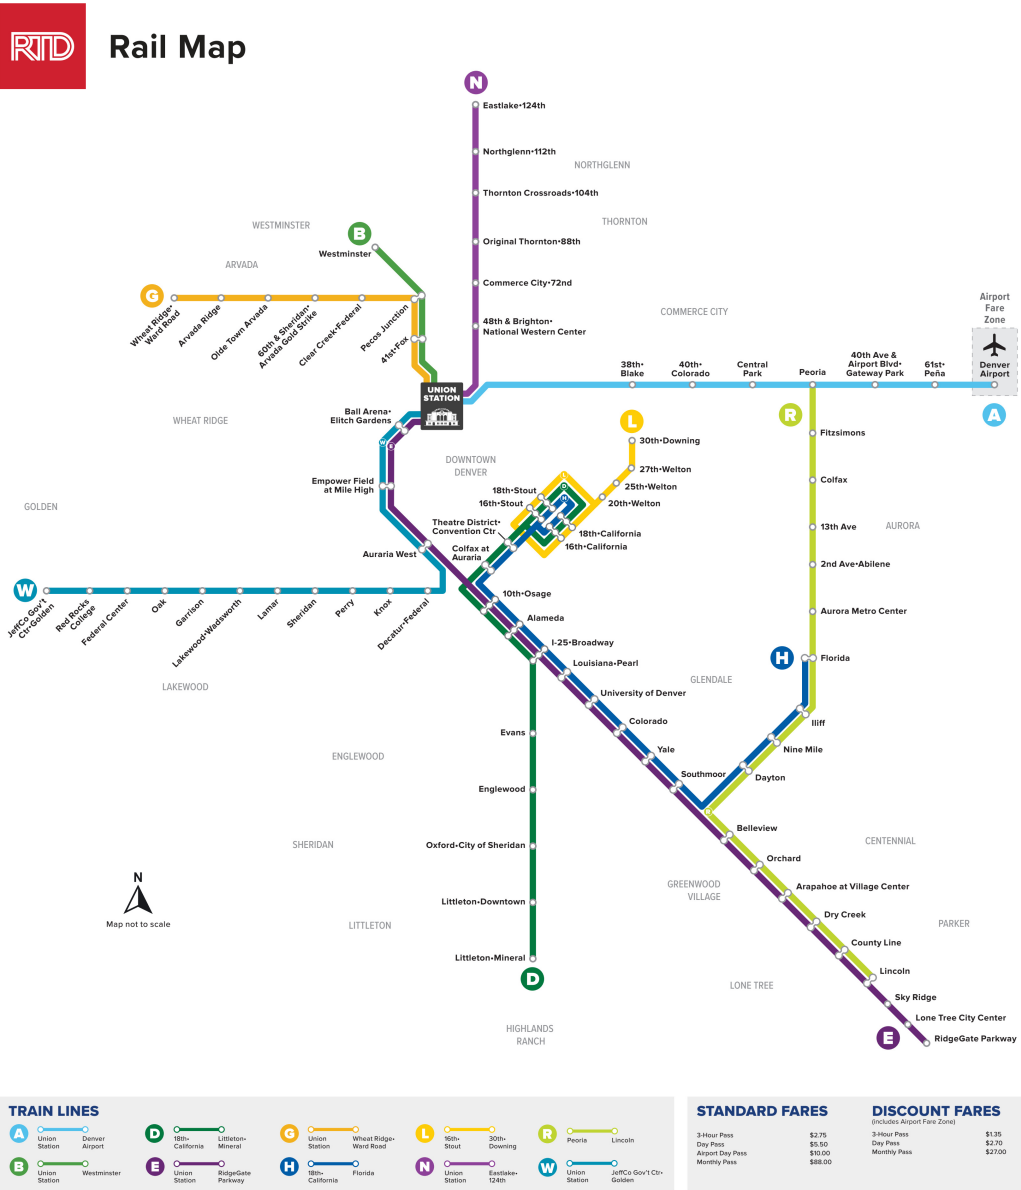 RTD
Rail Map
N
Eastlake•124th
Northglenn•112th
NORTHGLENN
Thornton Crossroads•104th
THORNTON
WESTMINSTER
B
Original Thornton•88th
Westminster
ARVADA
Commerce City•72nd
G
Airport
Fare
Zone
COMMERCE CITY
Wheat Ridge•
Ward Road
Arvada Ridge
Olde Town Arvada
60th & Sheridan•
Arvada Gold Strike
Clear Creek•Federal
Pecos Junction
41st•Fox
48th & Brighton•
National Western Center
38th•
Blake
40th•
Colorado
Central
Park
Peoria
40th Ave &
Airport Blvd•
Gateway Park
61st•
Peña
Denver
Airport
UNION
STATION
A
R
L
Ball Arena•
Elitch Gardens
WHEAT RIDGE
W
E
30th•Downing
Fitzsimons
DOWNTOWN
DENVER
27th•Welton
25th•Welton
20th•Welton
Empower Field
at Mile High
L
D
H
18th•Stout
16th•Stout
Colfax
GOLDEN
Theatre District•
Convention Ctr
18th•California
16th•California
13th Ave
AURORA
Auraria West
Colfax at
Auraria
2nd Ave•Abilene
W
JeffCo Gov't
Ctr•Golden
Red Rocks
College
Federal Center
Oak
Garrison
Lakewood•Wadsworth
Lamar
Sheridan
Perry
Knox
Decatur•Federal
10th•Osage
Aurora Metro Center
Alameda
I-25•Broadway
Louisiana•Pearl
H
Florida
LAKEWOOD
GLENDALE
University of Denver
Colorado
Iliff
Evans
Yale
Nine Mile
ENGLEWOOD
Southmoor
Dayton
Englewood
Belleview
SHERIDAN
Oxford•City of Sheridan
CENTENNIAL
Orchard
N
Map not to scale
GREENWOOD
VILLAGE
Arapahoe at Village Center
Littleton•Downtown
Dry Creek
LITTLETON
PARKER
County Line
Littleton•Mineral
Lincoln
D
LONE TREE
Sky Ridge
Lone Tree City Center
HIGHLANDS
RANCH
E
RidgeGate Parkway
TRAIN LINES
A
Union
Station
Denver
Airport
D
18th•
California
Littleton•
Mineral
G
Union
Station
Wheat Ridge•
Ward Road
L
16th•
Stout
30th•
Downing
R
Peoria
Lincoln
B
Union
Station
Westminster
E
Union
Station
RidgeGate
Parkway
H
18th•
California
Florida
N
Union
Station
Eastlake•
124th
W
Union
Station
JeffCo Gov't Ctr•
Golden
STANDARD FARES
3-Hour Pass $2.75
Day Pass $5.50
Airport Day Pass $10.00
Monthly Pass $88.00
DISCOUNT FARES
(includes Airport Fare Zone)
3-Hour Pass $1.35
Day Pass $2.70
Monthly Pass $27.00